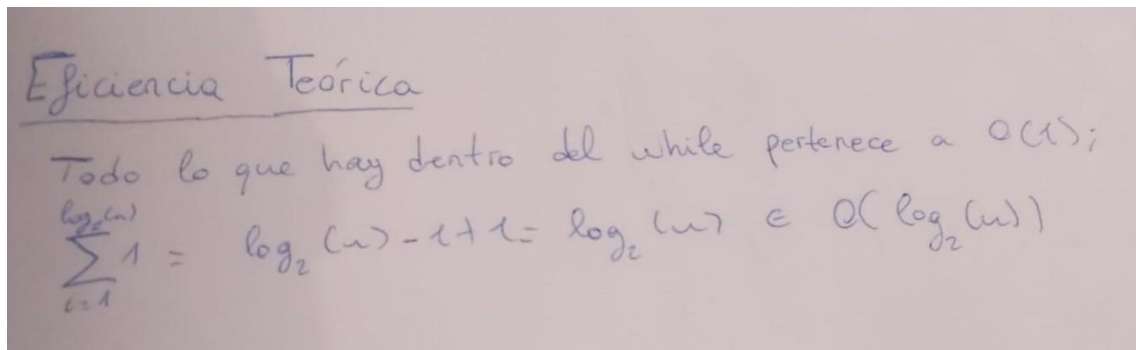 Eficiencia Teórica
Todo lo que hay dentro del while pertenece a O(1);
log₂(n)
∑ 1 = log₂(n) - 1 + 1 = log₂(n) ∈ O(log₂(n))
i=1